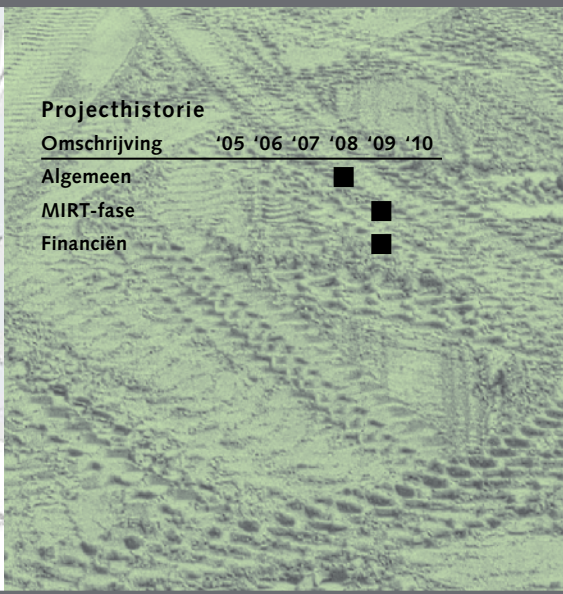 Projecthistorie
Omschrijving ‘05 ‘06 ‘07 ‘08 ‘09 ‘10
Algemeen ■
MIRT-fase ■
Financiën ■